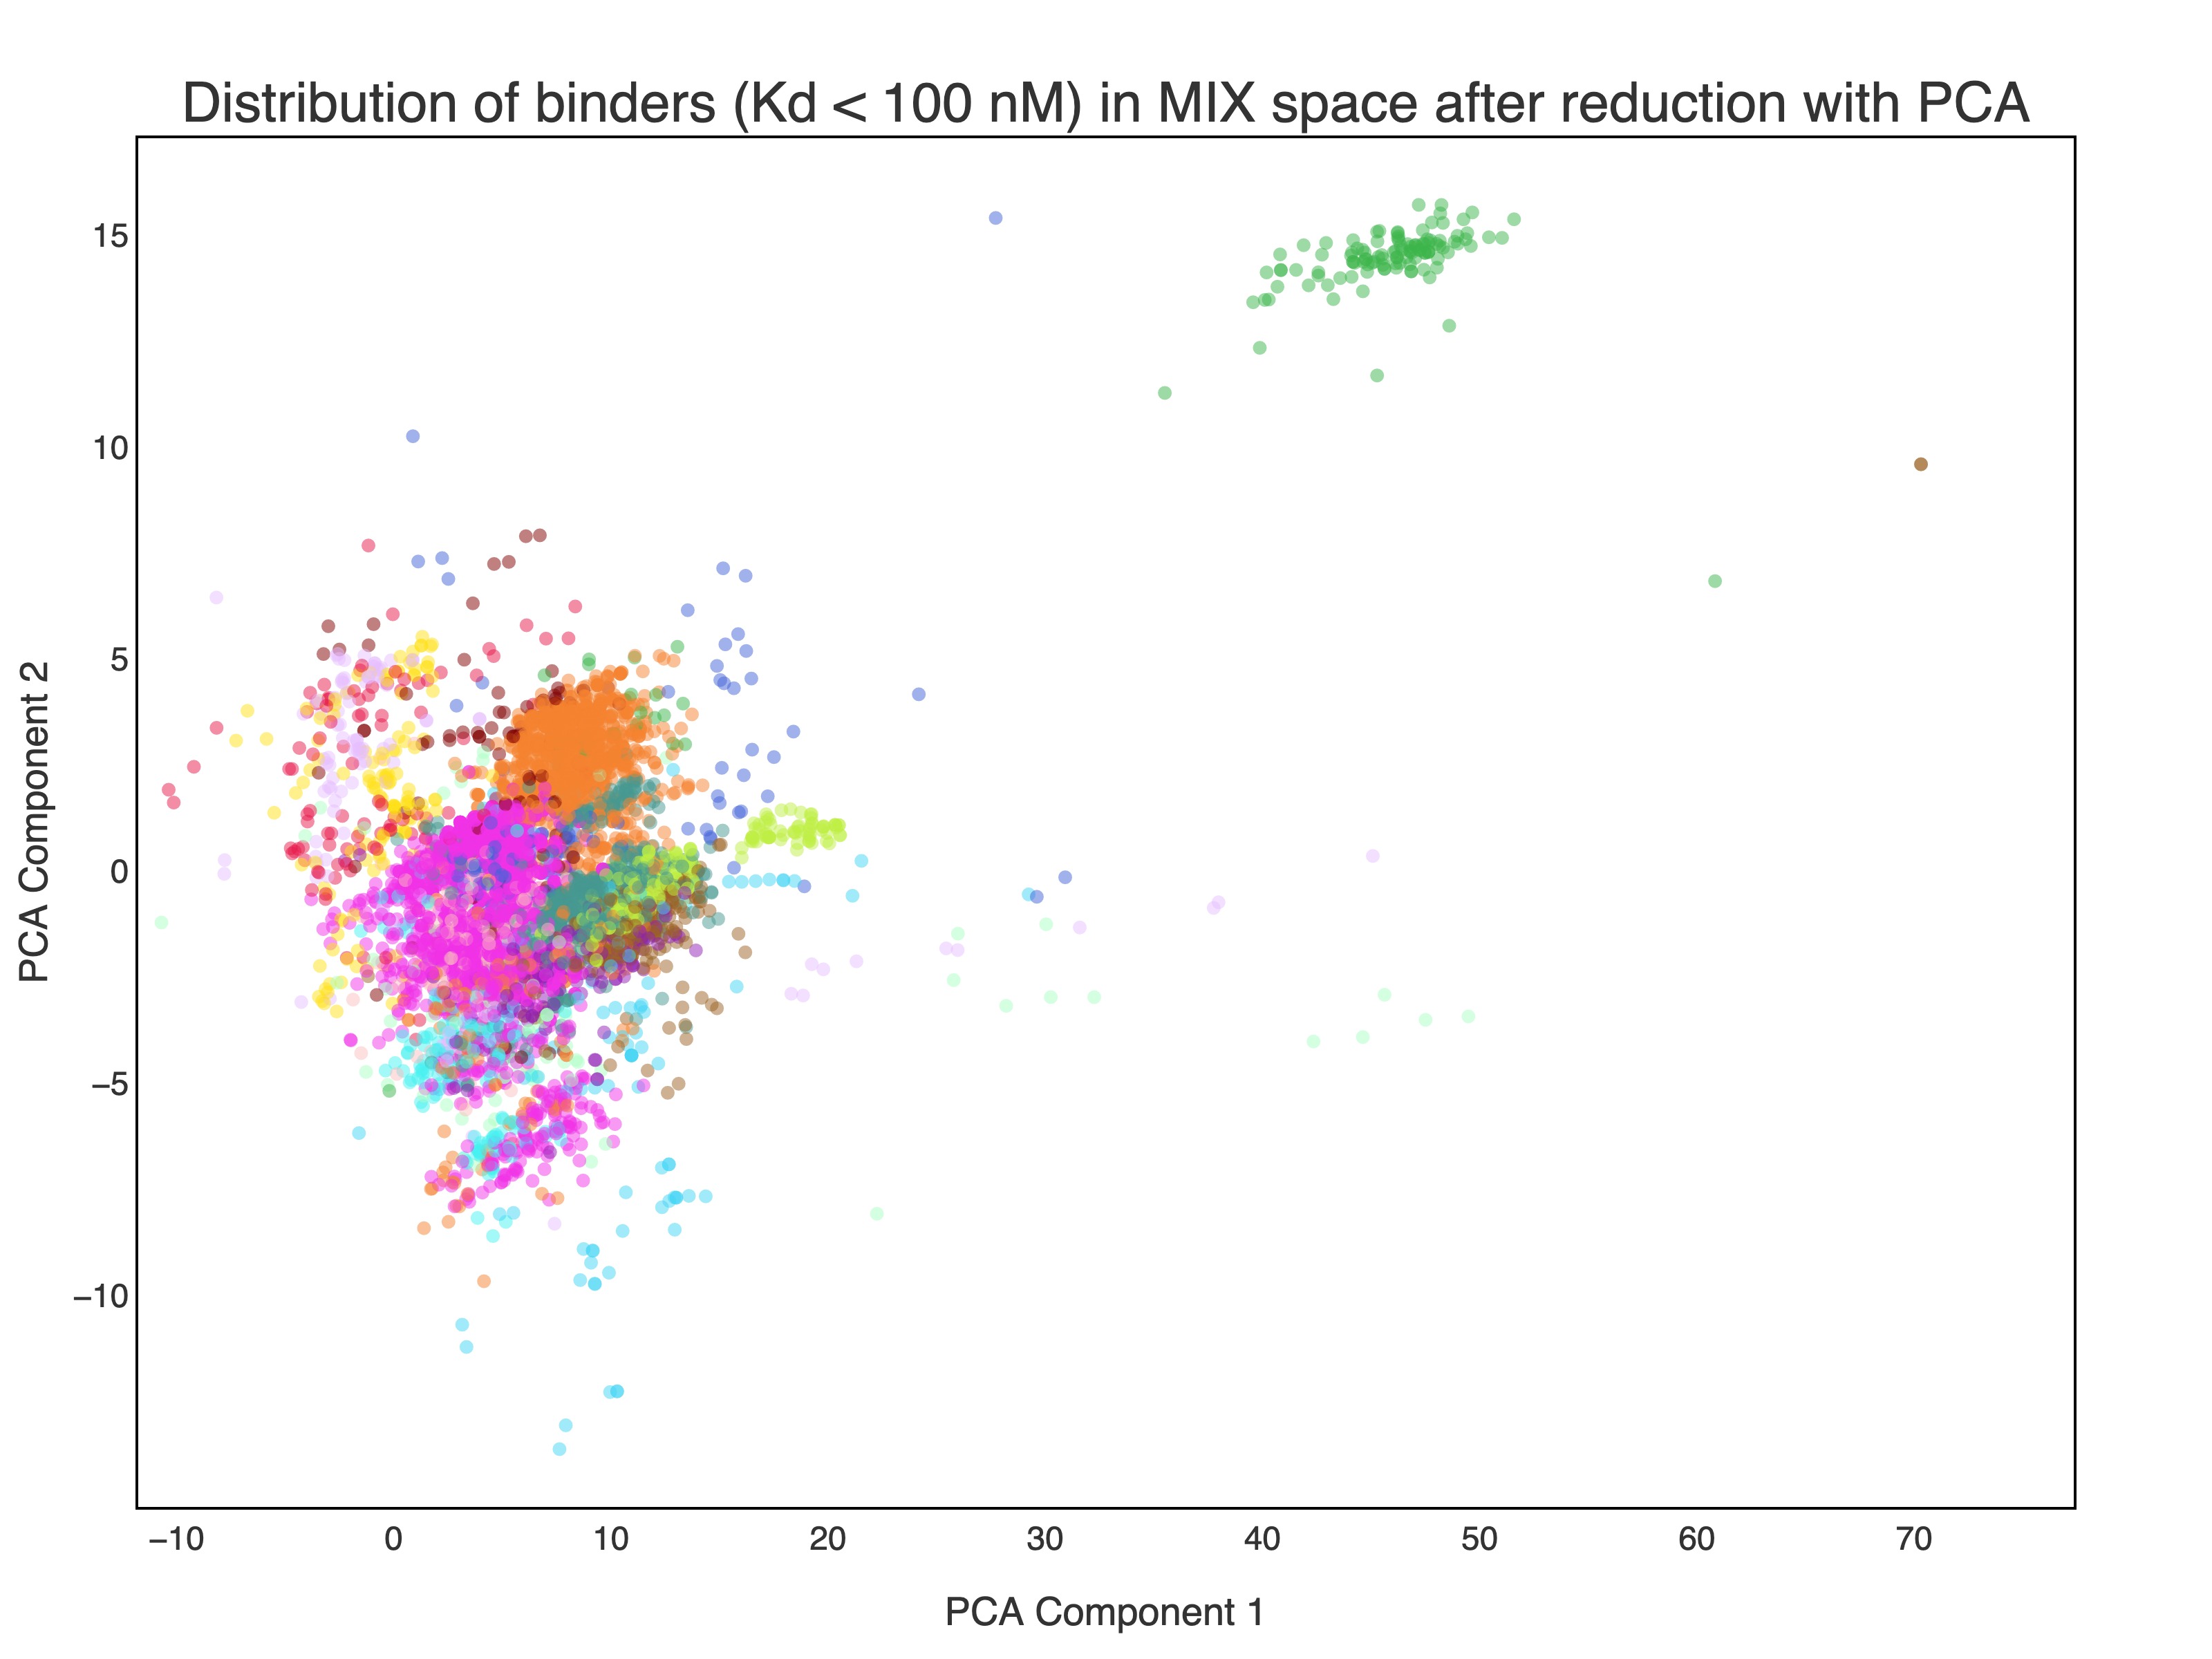 Distribution of binders (Kd < 100 nM) in MIX space after reduction with PCA
15
10
5
0
−5
−10
PCA Component 2
−10 0 10 20 30 40 50 60 70
PCA Component 1